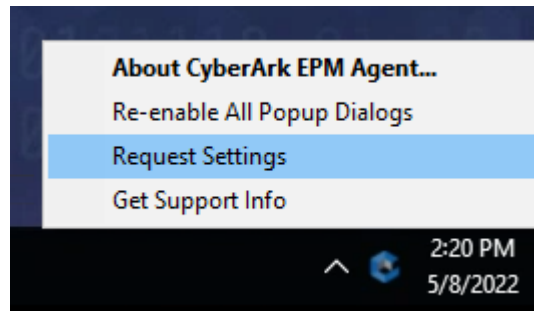 About CyberArk EPM Agent...
Re-enable All Popup Dialogs
Request Settings
Get Support Info
2:20 PM
5/8/2022